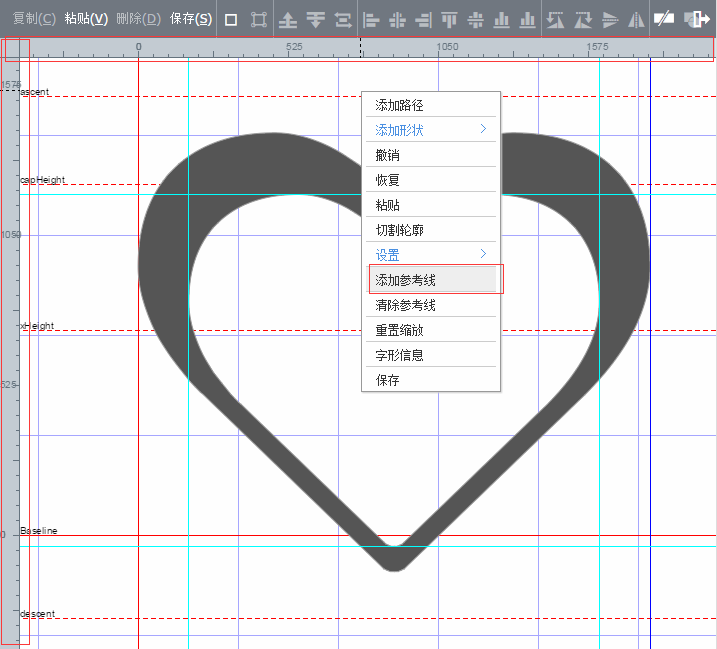 复制(C) 粘贴(V) 删除(D) 保存(S)
0 525 1050 1575
1575
ascent
capHeight
1050
xHeight
525
0
Baseline
descent
添加路径
添加形状
撤销
恢复
粘贴
切割轮廓
设置
添加参考线
清除参考线
重置缩放
字形信息
保存